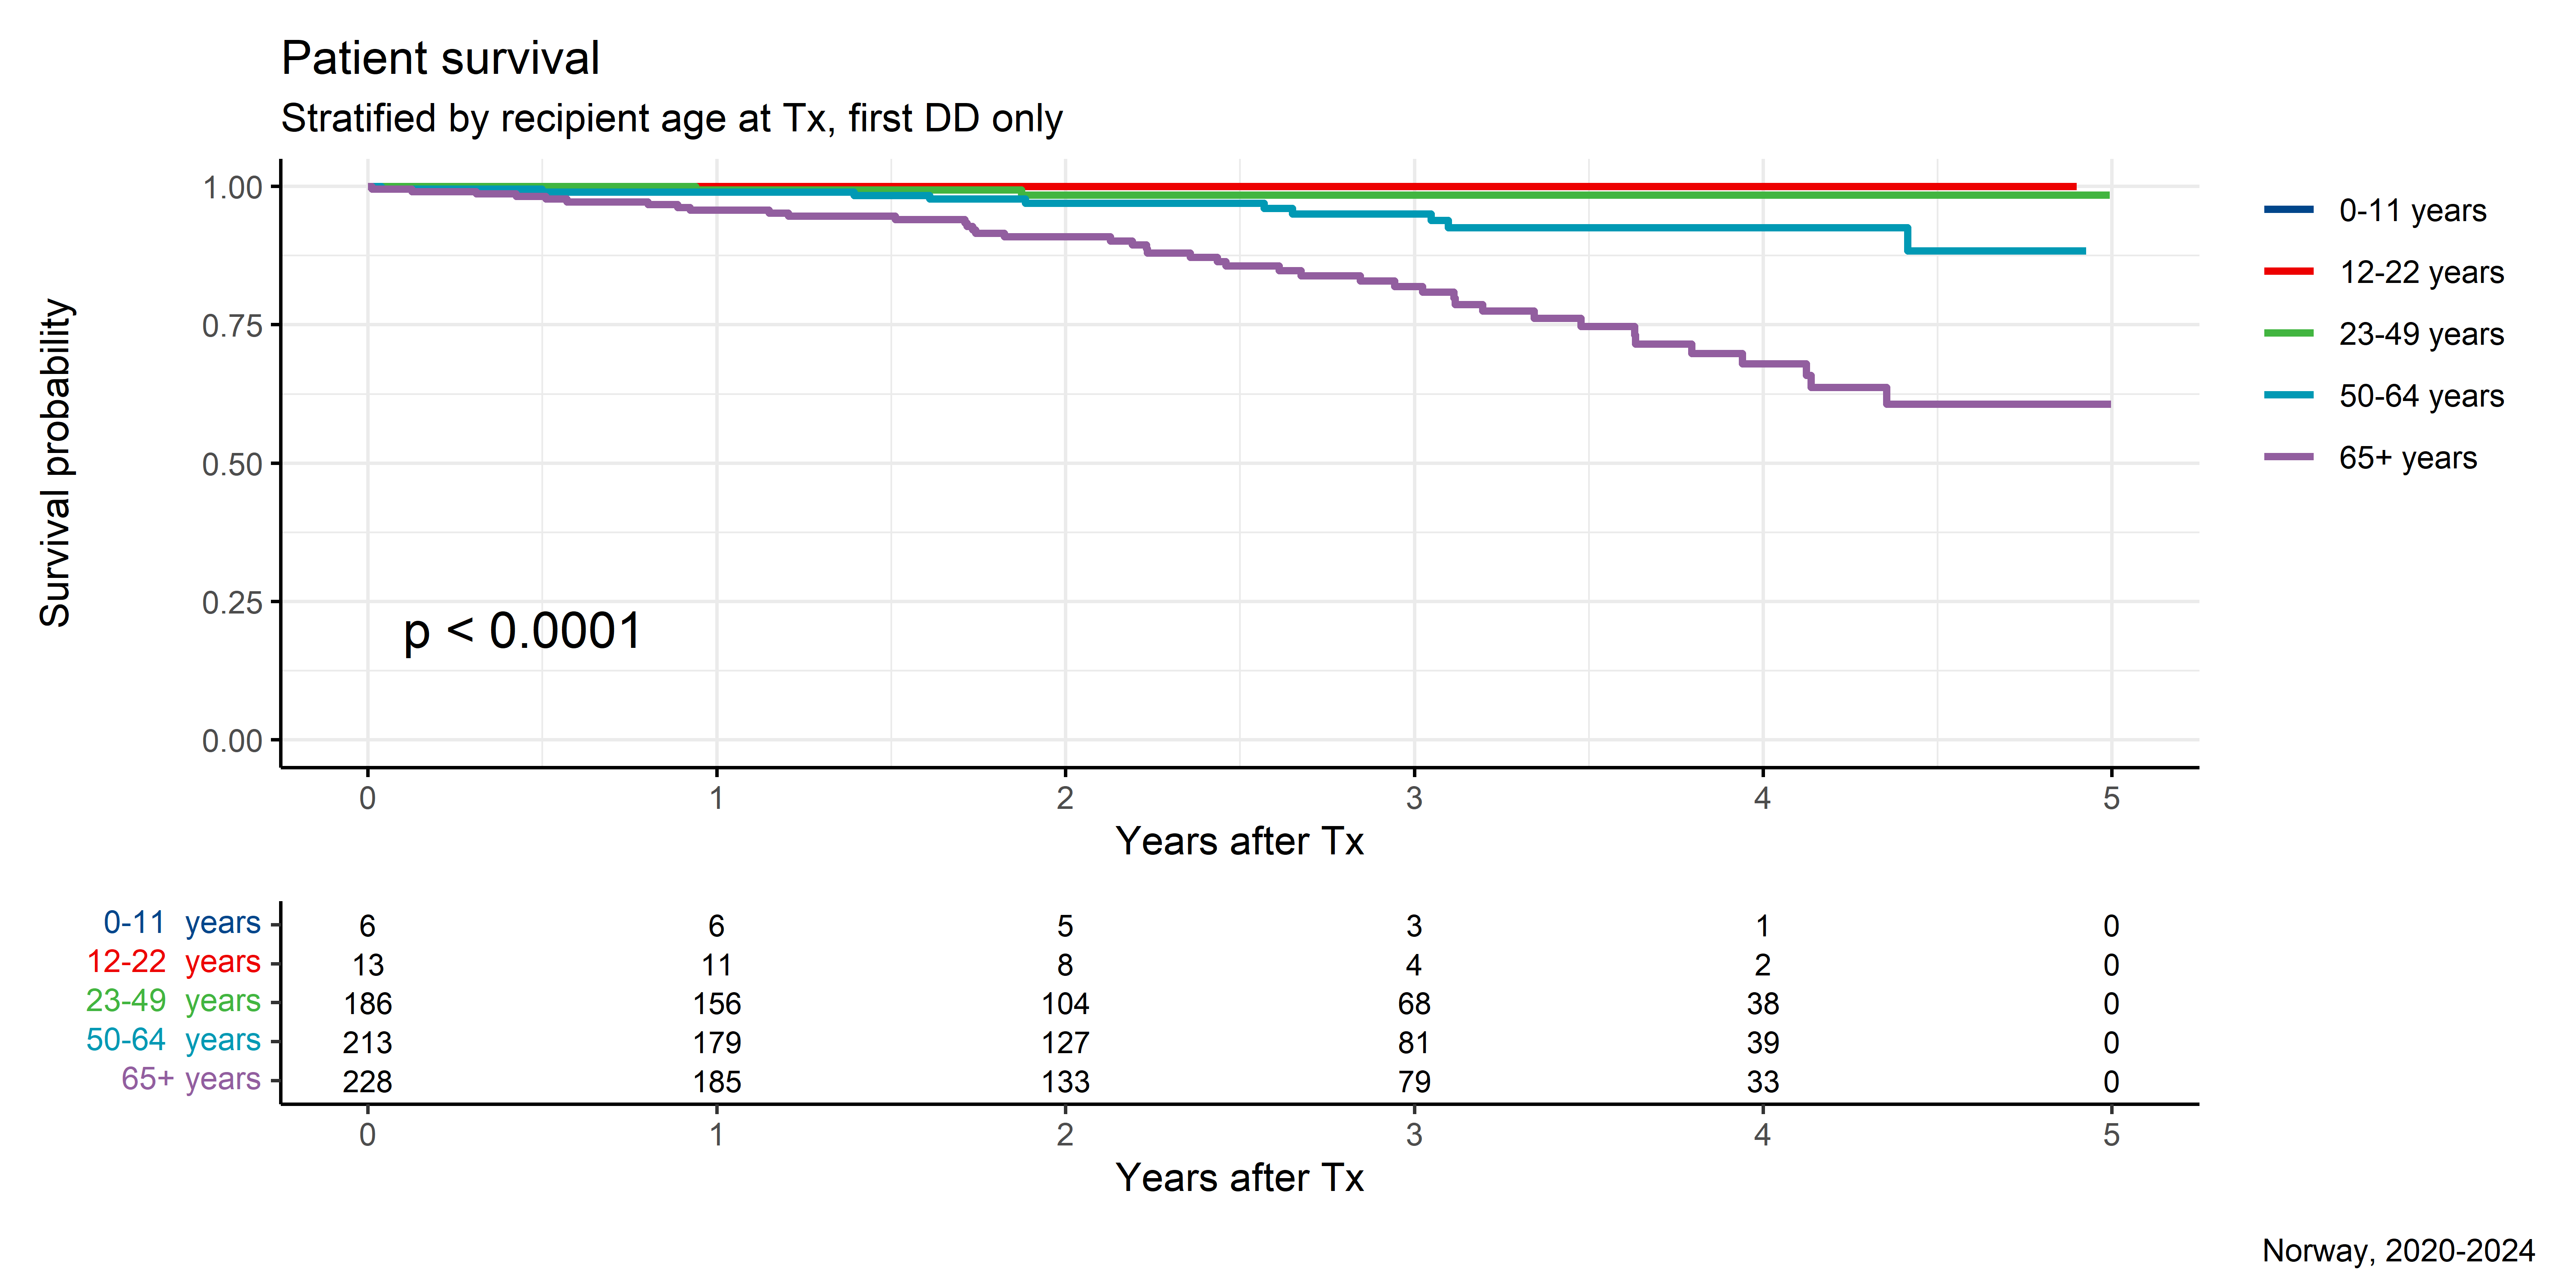 Patient survival
Stratified by recipient age at Tx, first DD only
Survival probability
1.00
0.75
0.50
0.25
0.00
p < 0.0001
0 1 2 3 4 5
Years after Tx
0-11 years
12-22 years
23-49 years
50-64 years
65+ years
0-11 years 6 6 5 3 1 0
12-22 years 13 11 8 4 2 0
23-49 years 186 156 104 68 38 0
50-64 years 213 179 127 81 39 0
65+ years 228 185 133 79 33 0
0 1 2 3 4 5
Years after Tx
Norway, 2020-2024